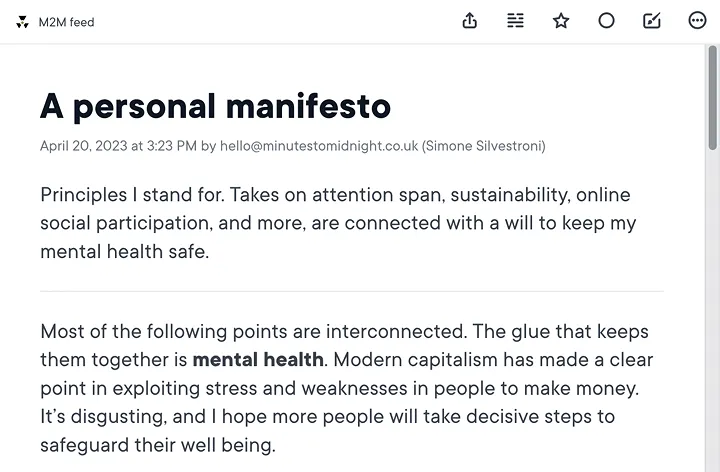 M2M feed
A personal manifesto
April 20, 2023 at 3:23 PM by hello@minutestomidnight.co.uk (Simone Silvestroni)
Principles I stand for. Takes on attention span, sustainability, online
social participation, and more, are connected with a will to keep my
mental health safe.
Most of the following points are interconnected. The glue that keeps
them together is mental health. Modern capitalism has made a clear
point in exploiting stress and weaknesses in people to make money.
It’s disgusting, and I hope more people will take decisive steps to
safeguard their well being.